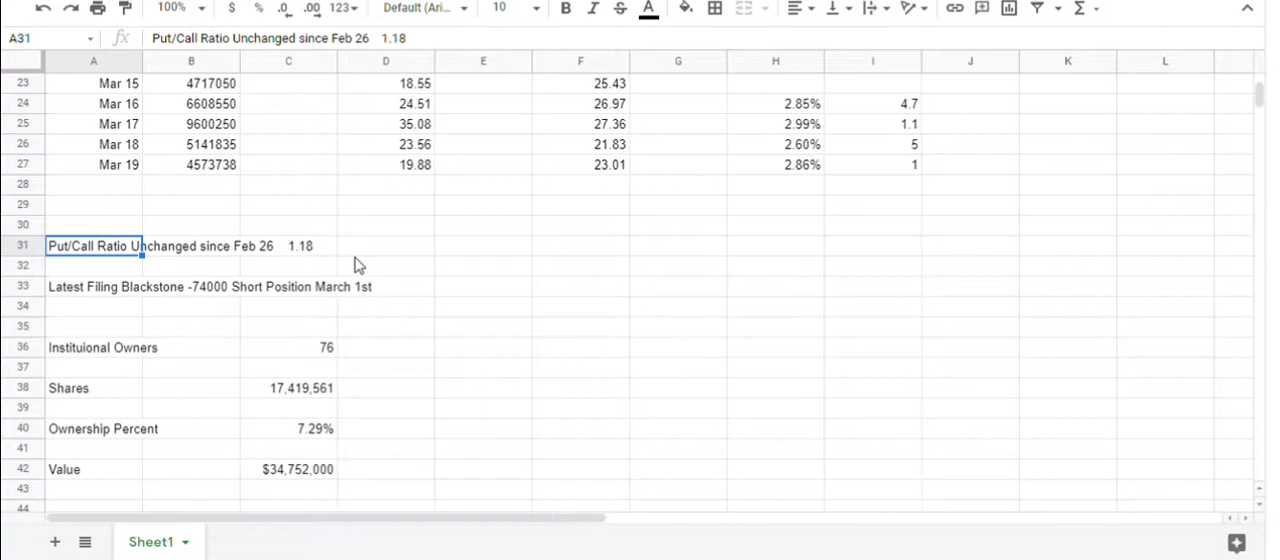 100% $ % .0 .00 123 Default (Ari... 10 B I S A Σ
A31 fx Put/Call Ratio Unchanged since Feb 26 1.18
A B C D E F G H I J K L
23 Mar 15 4717050 18.55 25.43
24 Mar 16 6608550 24.51 26.97 2.85% 4.7
25 Mar 17 9600250 35.08 27.36 2.99% 1.1
26 Mar 18 5141835 23.56 21.83 2.60% 5
27 Mar 19 4573738 19.88 23.01 2.86% 1
28
29
30
31 Put/Call Ratio Unchanged since Feb 26 1.18
32
33 Latest Filing Blackstone -74000 Short Position March 1st
34
35
36 Instituional Owners 76
37
38 Shares 17,419,561
39
40 Ownership Percent 7.29%
41
42 Value $34,752,000
43
44
+ Sheet1